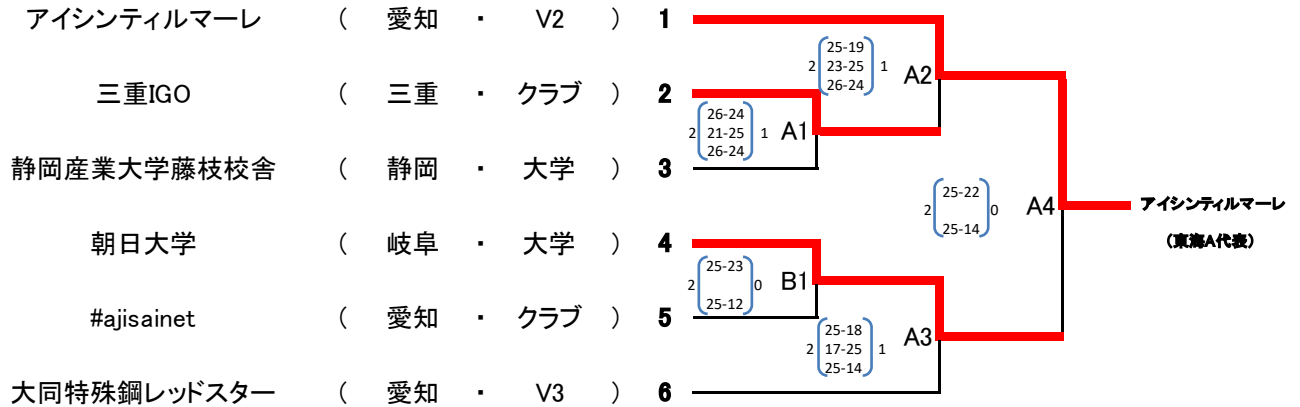 アイシンティルマーレ ( 愛知 ・ V2 ) 1
25-19
2 23-25 1 A2
26-24
三重IGO ( 三重 ・ クラブ ) 2
26-24
2 21-25 1 A1
26-24
静岡産業大学藤枝校舎 ( 静岡 ・ 大学 ) 3
25-22
2 0 A4 アイシンティルマーレ
25-14
(東海A代表)
朝日大学 ( 岐阜 ・ 大学 ) 4
25-23
2 0 B1
25-12
#ajisainet ( 愛知 ・ クラブ ) 5
25-18
2 17-25 1 A3
25-14
大同特殊鋼レッドスター ( 愛知 ・ V3 ) 6